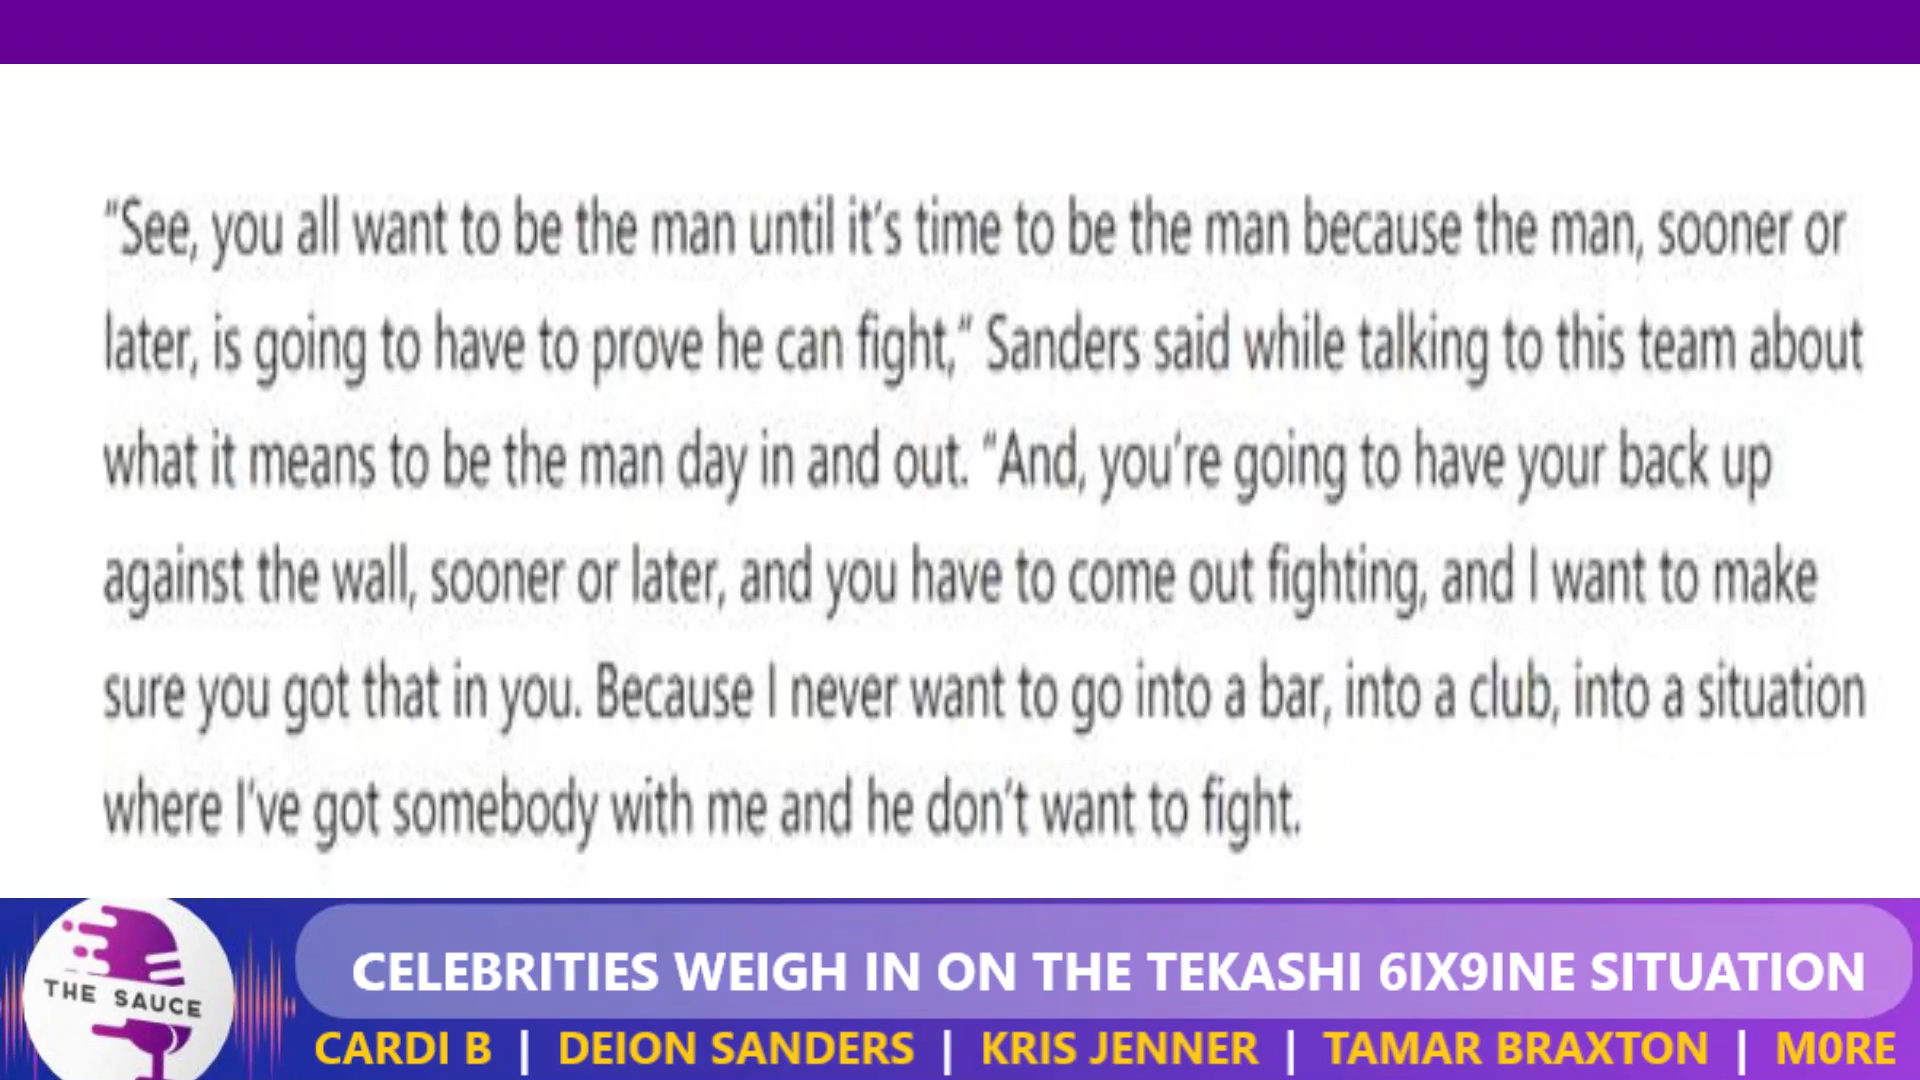 “See, you all want to be the man until it’s time to be the man because the man, sooner or
later, is going to have to prove he can fight,” Sanders said while talking to this team about
what it means to be the man day in and out. “And, you’re going to have your back up
against the wall, sooner or later, and you have to come out fighting, and I want to make
sure you got that in you. Because I never want to go into a bar, into a club, into a situation
where I’ve got somebody with me and he don’t want to fight.
THE SAUCE
CELEBRITIES WEIGH IN ON THE TEKASHI 6IX9INE SITUATION
CARDI B | DEION SANDERS | KRIS JENNER | TAMAR BRAXTON | M0RE